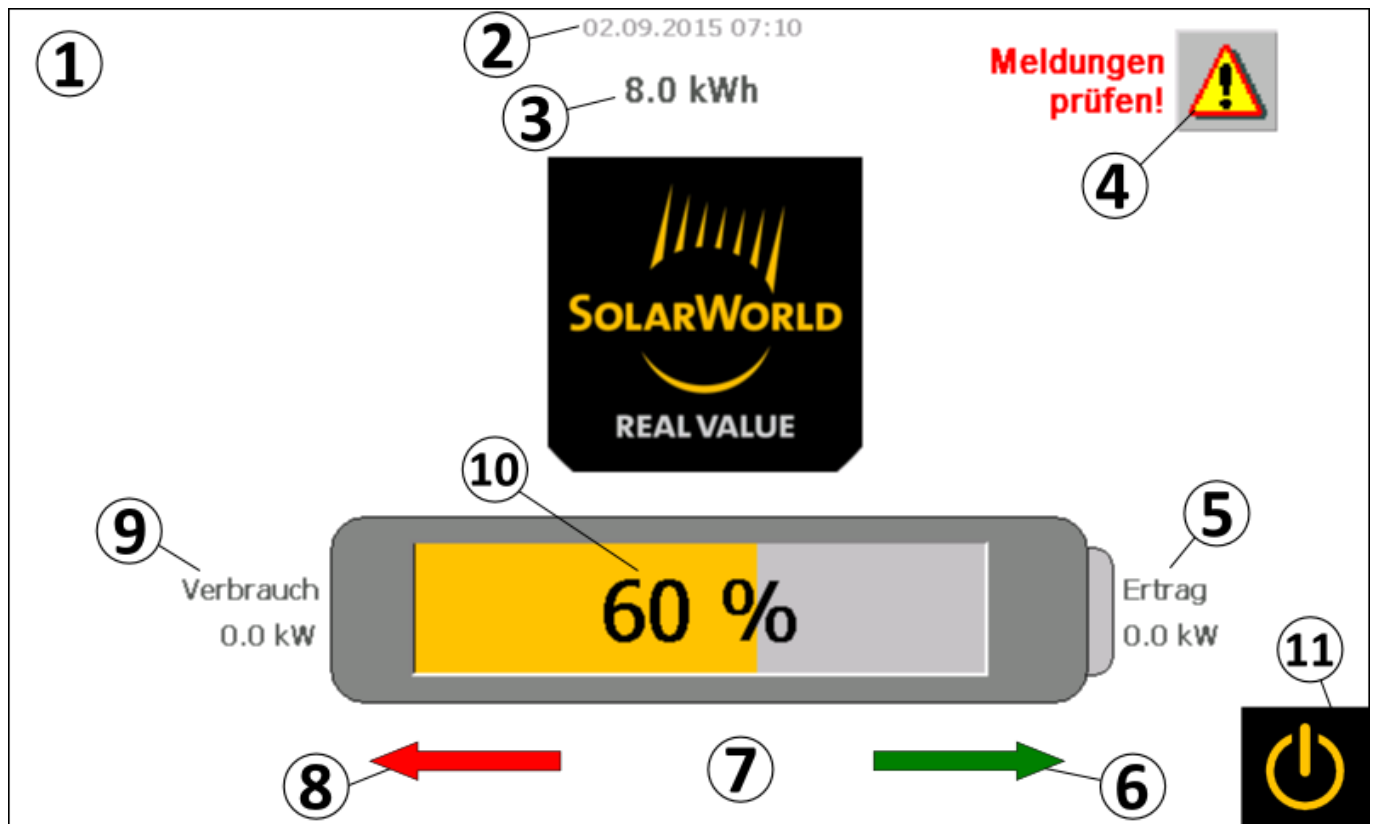 1
2
02.09.2015 07:10
3
8.0 kWh
Meldungen
prüfen!
4
SOLARWORLD
REAL VALUE
10
9
Verbrauch
0.0 kW
60 %
5
Ertrag
0.0 kW
11
8
7
6